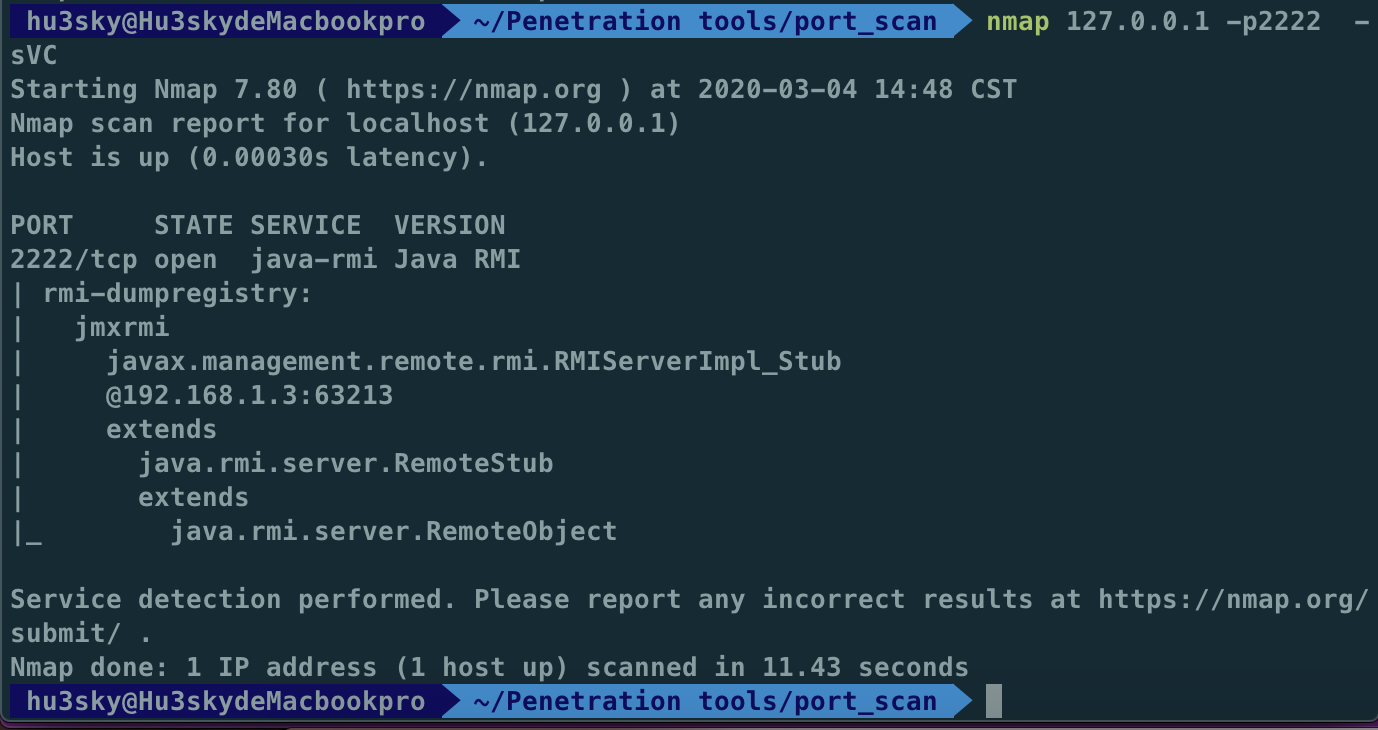 hu3sky@Hu3skydeMacbookpro ~/Penetration tools/port_scan nmap 127.0.0.1 -p2222  -
sVC
Starting Nmap 7.80 ( https://nmap.org ) at 2020-03-04 14:48 CST
Nmap scan report for localhost (127.0.0.1)
Host is up (0.00030s latency).
PORT     STATE SERVICE  VERSION
2222/tcp open  java-rmi Java RMI
| rmi-dumpregistry:
|   jmxrmi
|     javax.management.remote.rmi.RMIServerImpl_Stub
|     @192.168.1.3:63213
|     extends
|       java.rmi.server.RemoteStub
|       extends
|_        java.rmi.server.RemoteObject
Service detection performed. Please report any incorrect results at https://nmap.org/
submit/ .
Nmap done: 1 IP address (1 host up) scanned in 11.43 seconds
hu3sky@Hu3skydeMacbookpro ~/Penetration tools/port_scan